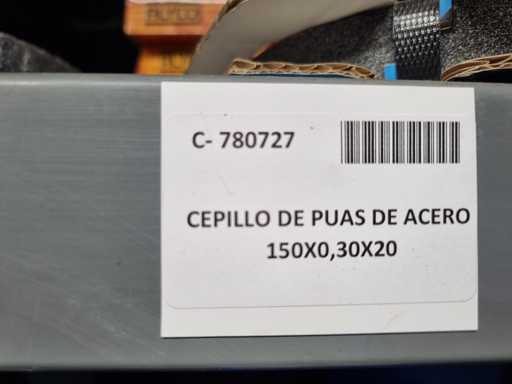 C- 780727
CEPILLO DE PUAS DE ACERO
150X0,30X20